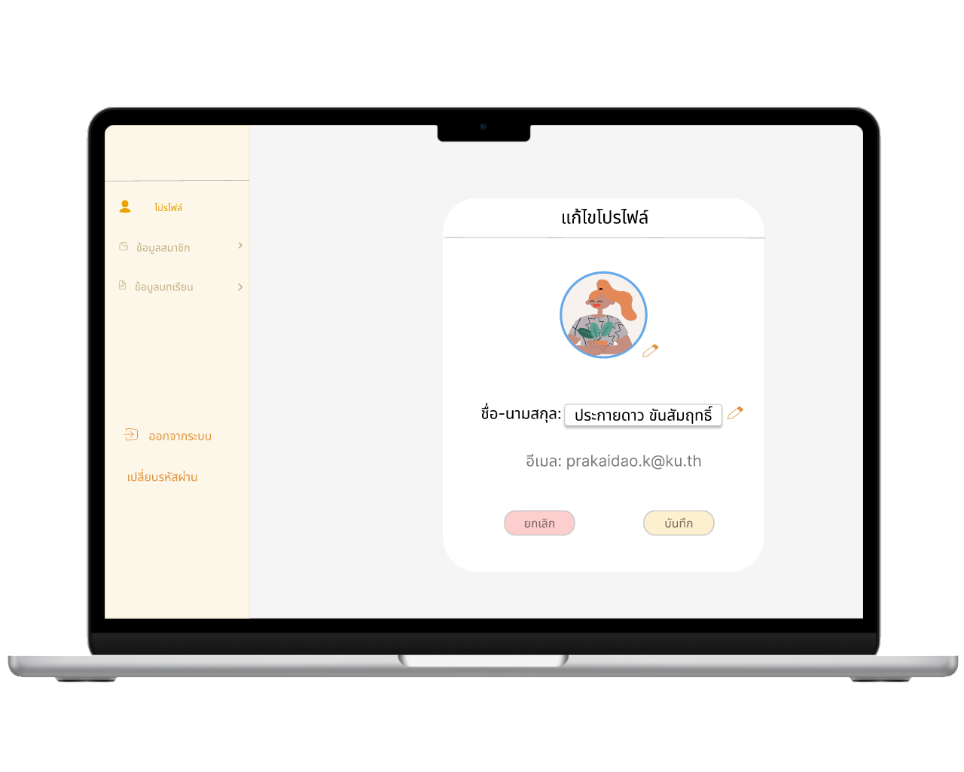 โปรไฟล์
ข้อมูลสมาชิก
ข้อมูลบทเรียน
ออกจากระบบ
เปลี่ยนรหัสผ่าน
แก้ไขโปรไฟล์
ชื่อ-นามสกุล: ประกายดาว ขันสัมฤทธิ์
อีเมล: prakaidao.k@ku.th
ยกเลิก
บันทึก